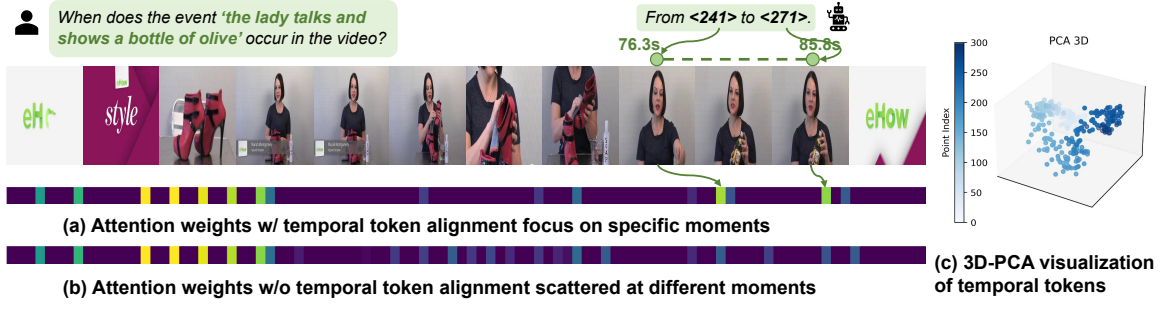 When does the event ‘the lady talks and
shows a bottle of olive’ occur in the video?
From <241> to <271>.
76.3s
85.8s
eHow
style
eHow
(a) Attention weights w/ temporal token alignment focus on specific moments
(b) Attention weights w/o temporal token alignment scattered at different moments
PCA 3D
Point Index
300
250
200
150
100
50
0
(c) 3D-PCA visualization
of temporal tokens